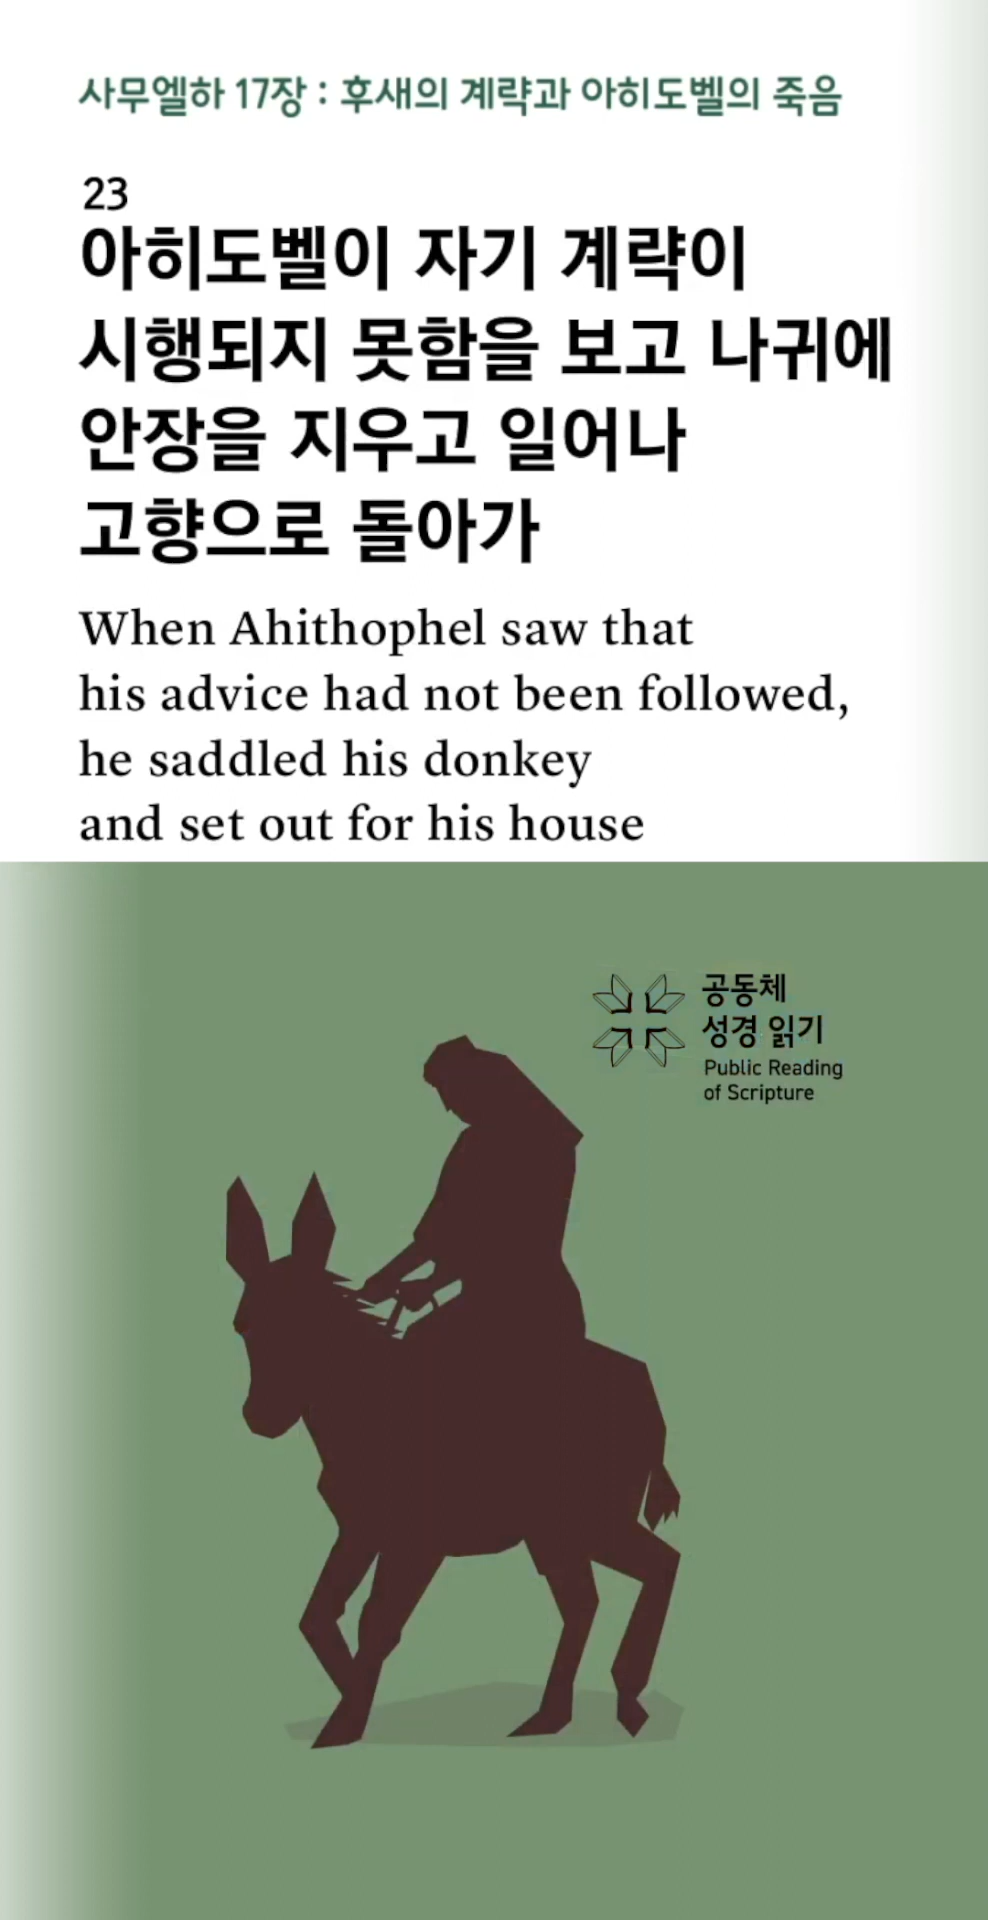 사무엘하 17장 : 후새의 계략과 아히도벨의 죽음
23
아히도벨이 자기 계략이
시행되지 못함을 보고 나귀에
안장을 지우고 일어나
고향으로 돌아가
When Ahithophel saw that
his advice had not been followed,
he saddled his donkey
and set out for his house
공동체
성경 읽기
Public Reading
of Scripture